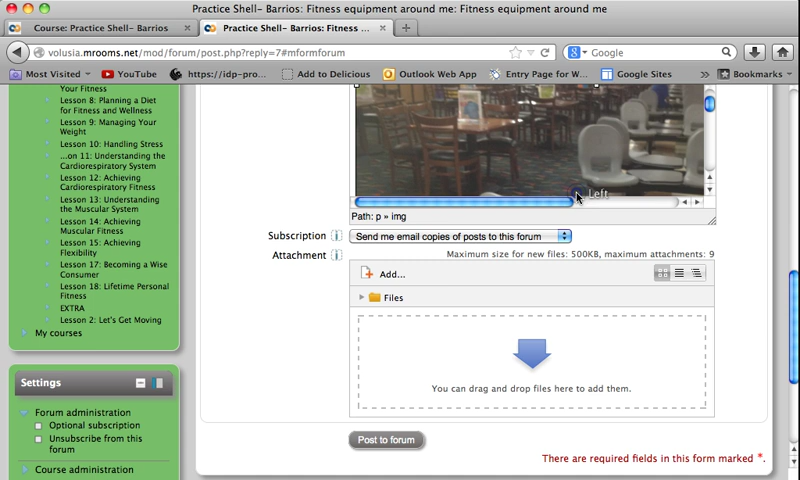 Practice Shell- Barrios: Fitness equipment around me: Fitness equipment around me
Course: Practice Shell- Barrios
Practice Shell- Barrios: Fitness ...
volusia.mrooms.net/mod/forum/post.php?reply=7#mformforum
Google
Most Visited
YouTube
https://idp-pro...
Add to Delicious
Outlook Web App
Entry Page for W...
Google Sites
»
Bookmarks
Your Fitness
Lesson 8: Planning a Diet
for Fitness and Wellness
Lesson 9: Managing Your
Weight
Lesson 10: Handling Stress
...on 11: Understanding the
Cardiorespiratory System
Lesson 12: Achieving
Cardiorespiratory Fitness
Lesson 13: Understanding
the Muscular System
Lesson 14: Achieving
Muscular Fitness
Lesson 15: Achieving
Flexibility
Lesson 17: Becoming a Wise
Consumer
Lesson 18: Lifetime Personal
Fitness
EXTRA
Lesson 2: Let's Get Moving
My courses
Settings
Forum administration
Optional subscription
Unsubscribe from this
forum
Course administration
Left
Path: p » img
Subscription
Send me email copies of posts to this forum
Attachment
Maximum size for new files: 500KB, maximum attachments: 9
Add...
Files
You can drag and drop files here to add them.
Post to forum
There are required fields in this form marked *.